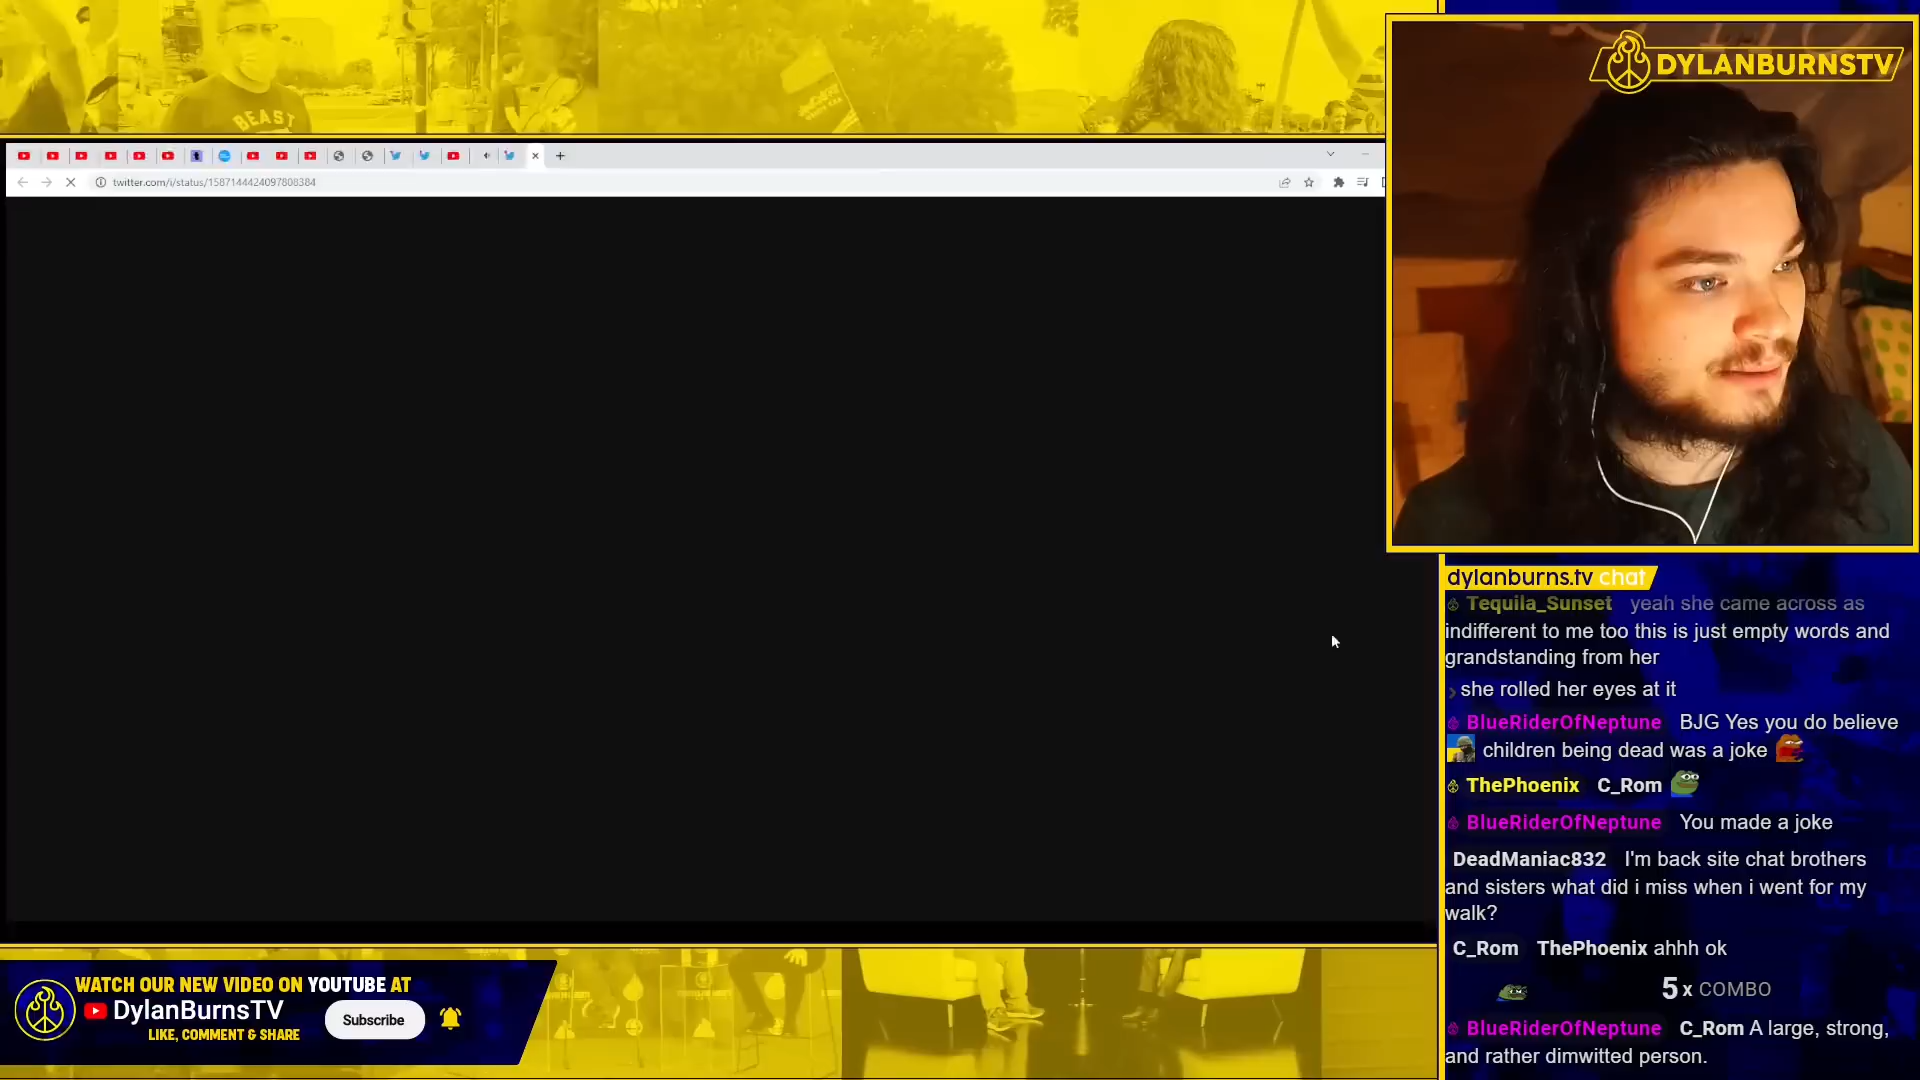 BEAST
DYLANBURNSTV
twitter.com/i/status/1587144424097808384
dylanburns.tv chat
Tequila_Sunset yeah she came across as
indifferent to me too this is just empty words and
grandstanding from her
she rolled her eyes at it
BlueRiderOfNeptune BJG Yes you do believe
children being dead was a joke
ThePhoenix C_Rom
BlueRiderOfNeptune You made a joke
DeadManiac832 I'm back site chat brothers
and sisters what did i miss when i went for my
walk?
C_Rom ThePhoenix ahhh ok
5 x COMBO
BlueRiderOfNeptune C_Rom A large, strong,
and rather dimwitted person.
WATCH OUR NEW VIDEO ON YOUTUBE AT
DylanBurnsTV
LIKE, COMMENT & SHARE
Subscribe